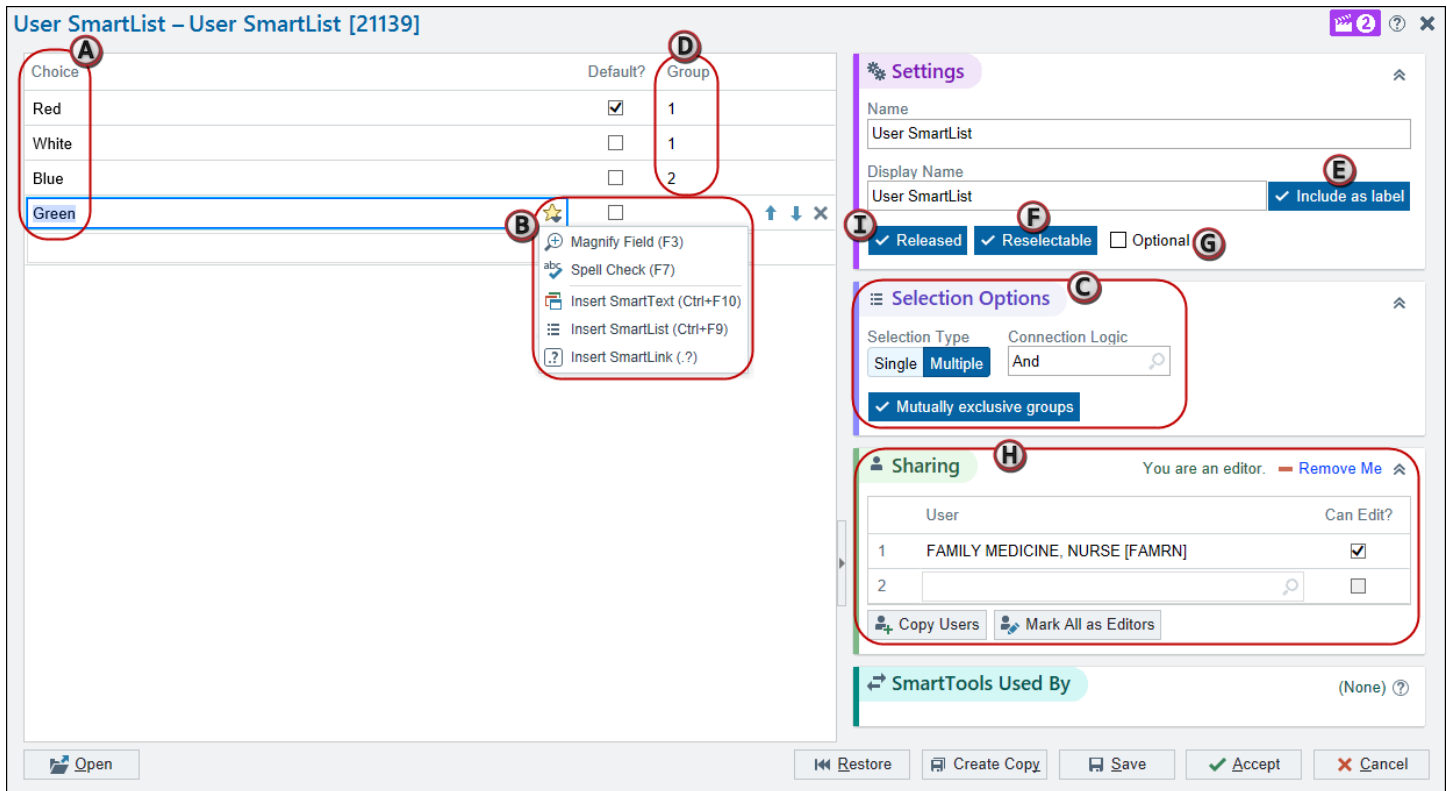 User SmartList – User SmartList [21139]
2
A
D
Choice Default? Group
Red 1
White 1
Blue 2
Green
B
Magnify Field (F3)
abc Spell Check (F7)
Insert SmartText (Ctrl+F10)
Insert SmartList (Ctrl+F9)
.? Insert SmartLink (.?)
Settings
Name
User SmartList
Display Name
E
User SmartList Include as label
I
F
Released Reselectable Optional G
Selection Options C
Selection Type Connection Logic
Single Multiple And
Mutually exclusive groups
H
Sharing You are an editor. Remove Me
User Can Edit?
1 FAMILY MEDICINE, NURSE [FAMRN]
2
Copy Users Mark All as Editors
SmartTools Used By (None) ?
Open Restore Create Copy Save Accept Cancel